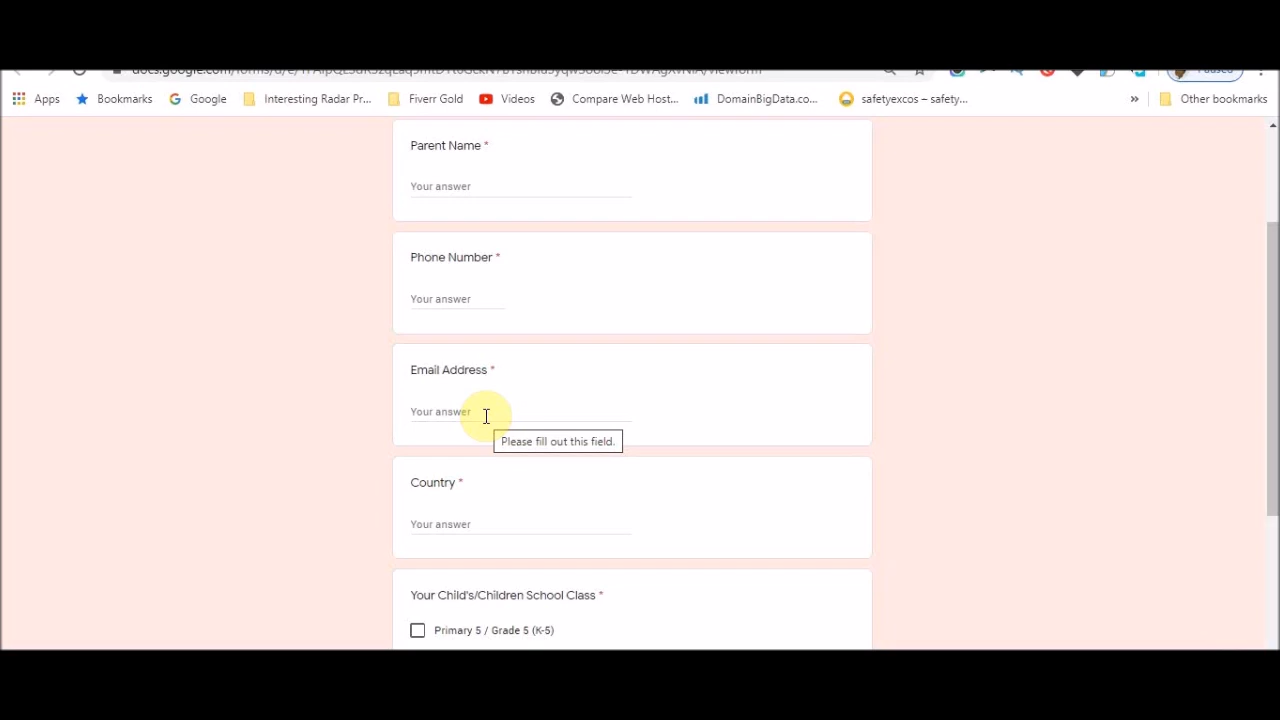 Paused
Apps Bookmarks Google Interesting Radar Pr... Fiverr Gold Videos Compare Web Host... DomainBigData.co... safetyexcos – safety... » Other bookmarks
Parent Name *
Your answer
Phone Number *
Your answer
Email Address *
Your answer
Please fill out this field.
Country *
Your answer
Your Child's/Children School Class *
Primary 5 / Grade 5 (K-5)